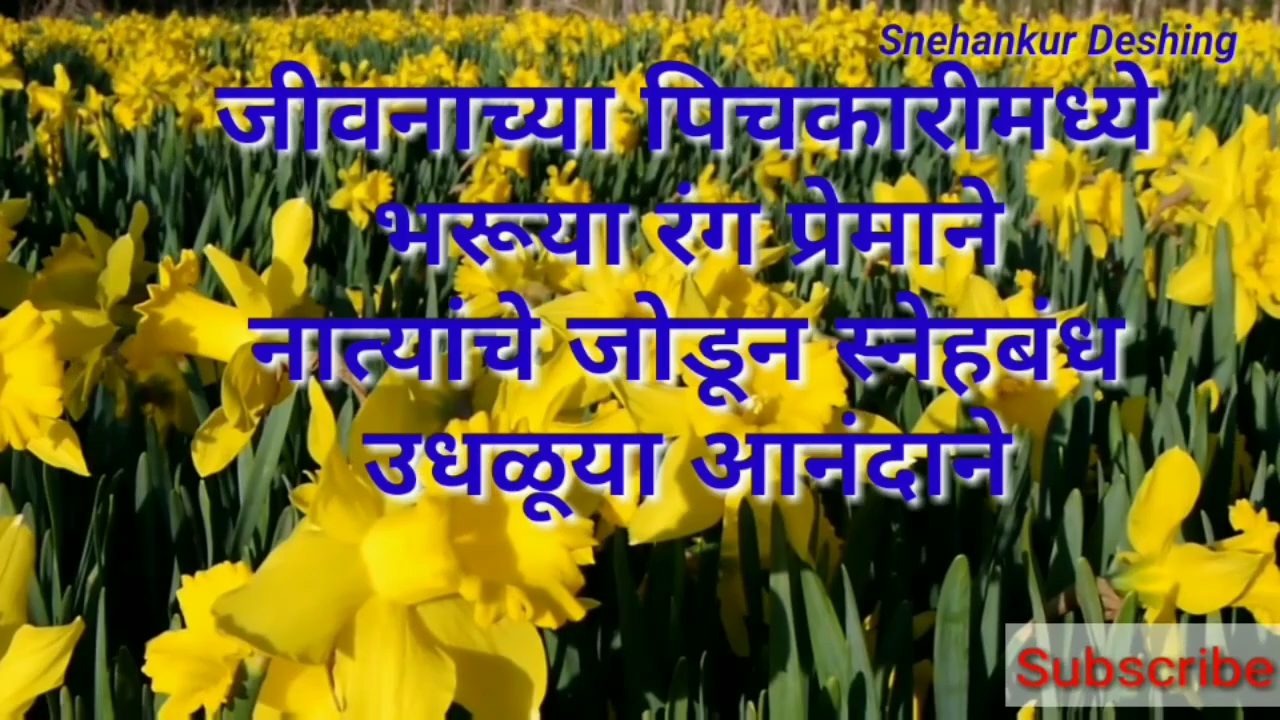 Snehankur Deshing
जीवनाच्या पिचकारीमध्ये
भरूया रंग प्रेमाने
नात्यांचे जोडून स्नेहबंध
उधळूया आनंदाने
Subscribe